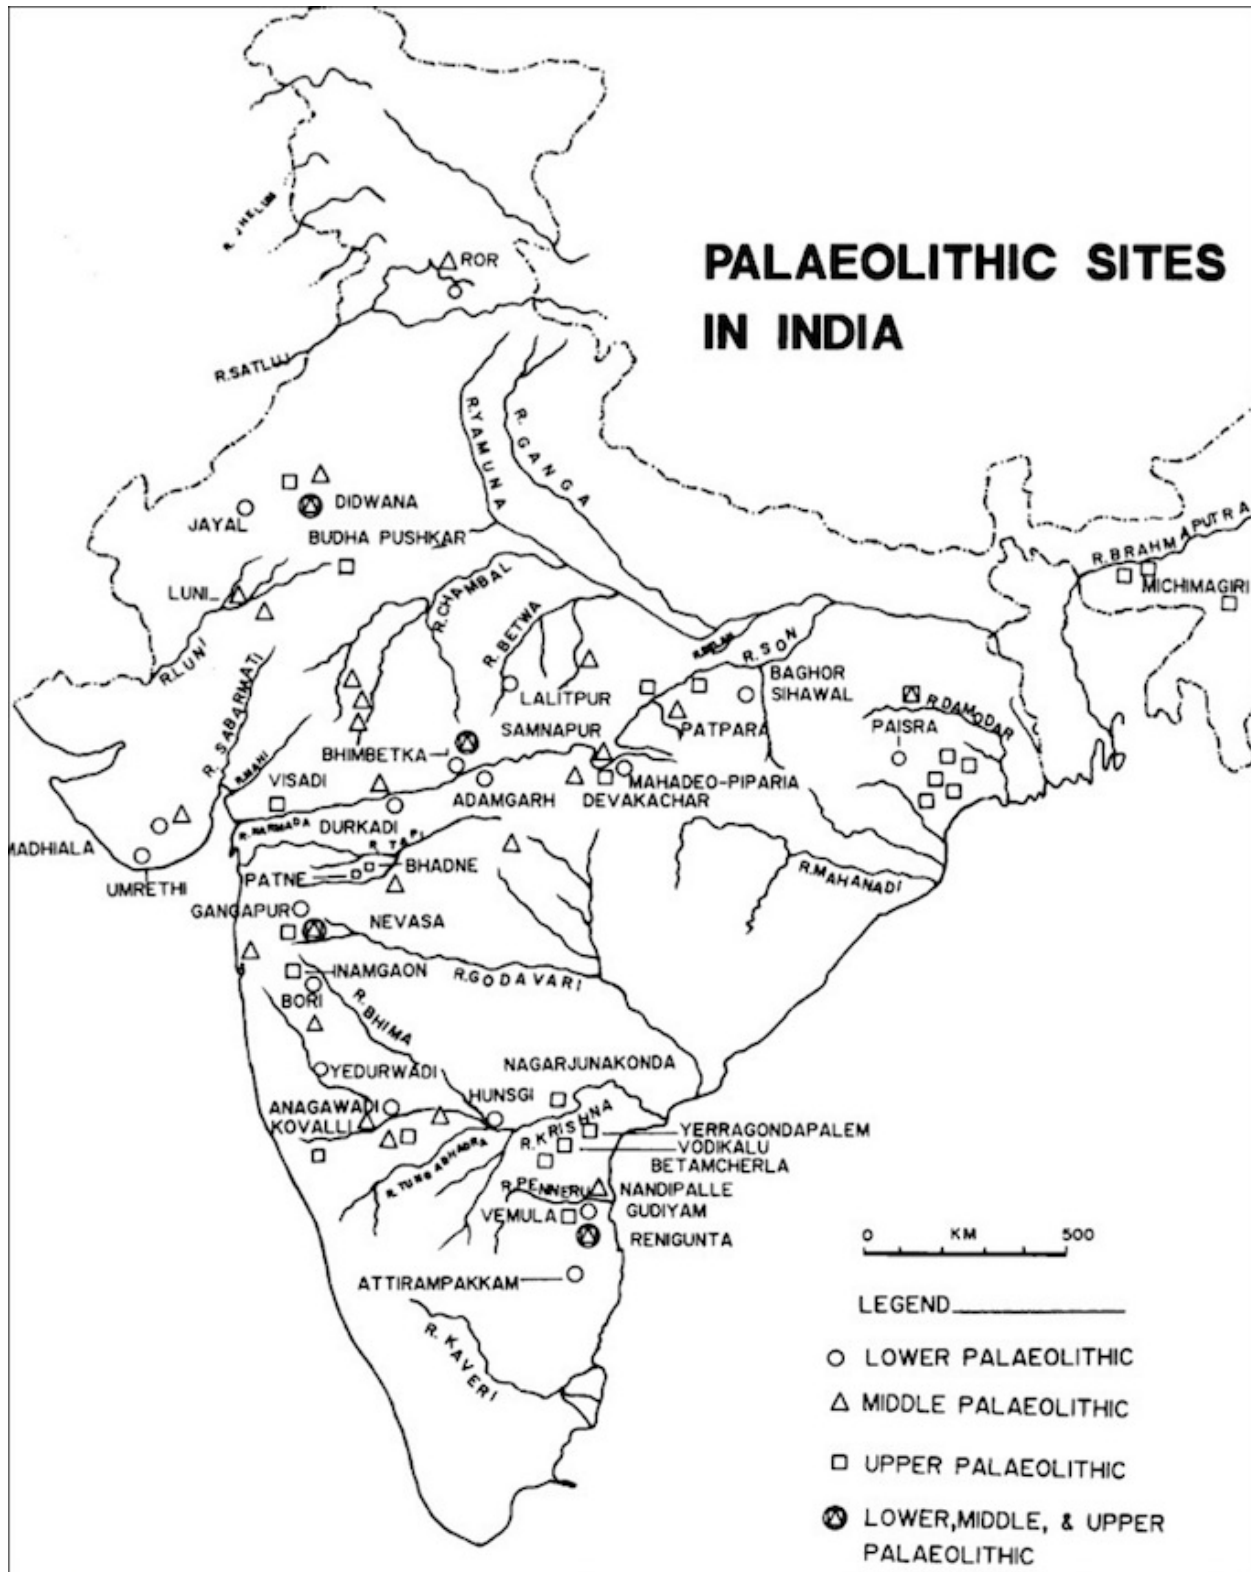 PALAEOLITHIC SITES
IN INDIA
R. JHELUM
ROR
R.SATLUJ
R.YAMUNA
R. GANGA
DIDWANA
JAYAL
BUDHA PUSHKAR
R.BRAHMAPUTRA
MICHIMAGIRI
LUNI
R.LUNI
R.CHAMBAL
R. BETWA
R.BELAN
R.SON
BAGHOR
SIHAWAL
R. SABARMATI
LALITPUR
R.DAMODAR
SAMNAPUR
PATPARA
PAISRA
BHIMBETKA
R.MAHI
VISADI
ADAMGARH
MAHADEO-PIPARIA
DEVAKACHAR
R. NARMADA
DURKADI
R. TAPI
MADHIALA
UMRETHI
BHADNE
PATNE
R.MAHANADI
GANGAPUR
NEVASA
INAMGAON
R.GODAVARI
BORI
R.BHIMA
YEDURWADI
NAGARJUNAKONDA
ANAGAWADI
HUNSGI
KOVALLI
R.KRISHNA
YERRAGONDAPALEM
VODIKALU
BETAMCHERLA
R. TUNGABHADRA
R.PENNERU
NANDIPALLE
VEMULA
GUDIYAM
RENIGUNTA
ATTIRAMPAKKAM
R. KAVERI
0 KM 500
LEGEND
LOWER PALAEOLITHIC
MIDDLE PALAEOLITHIC
UPPER PALAEOLITHIC
LOWER,MIDDLE, & UPPER
PALAEOLITHIC